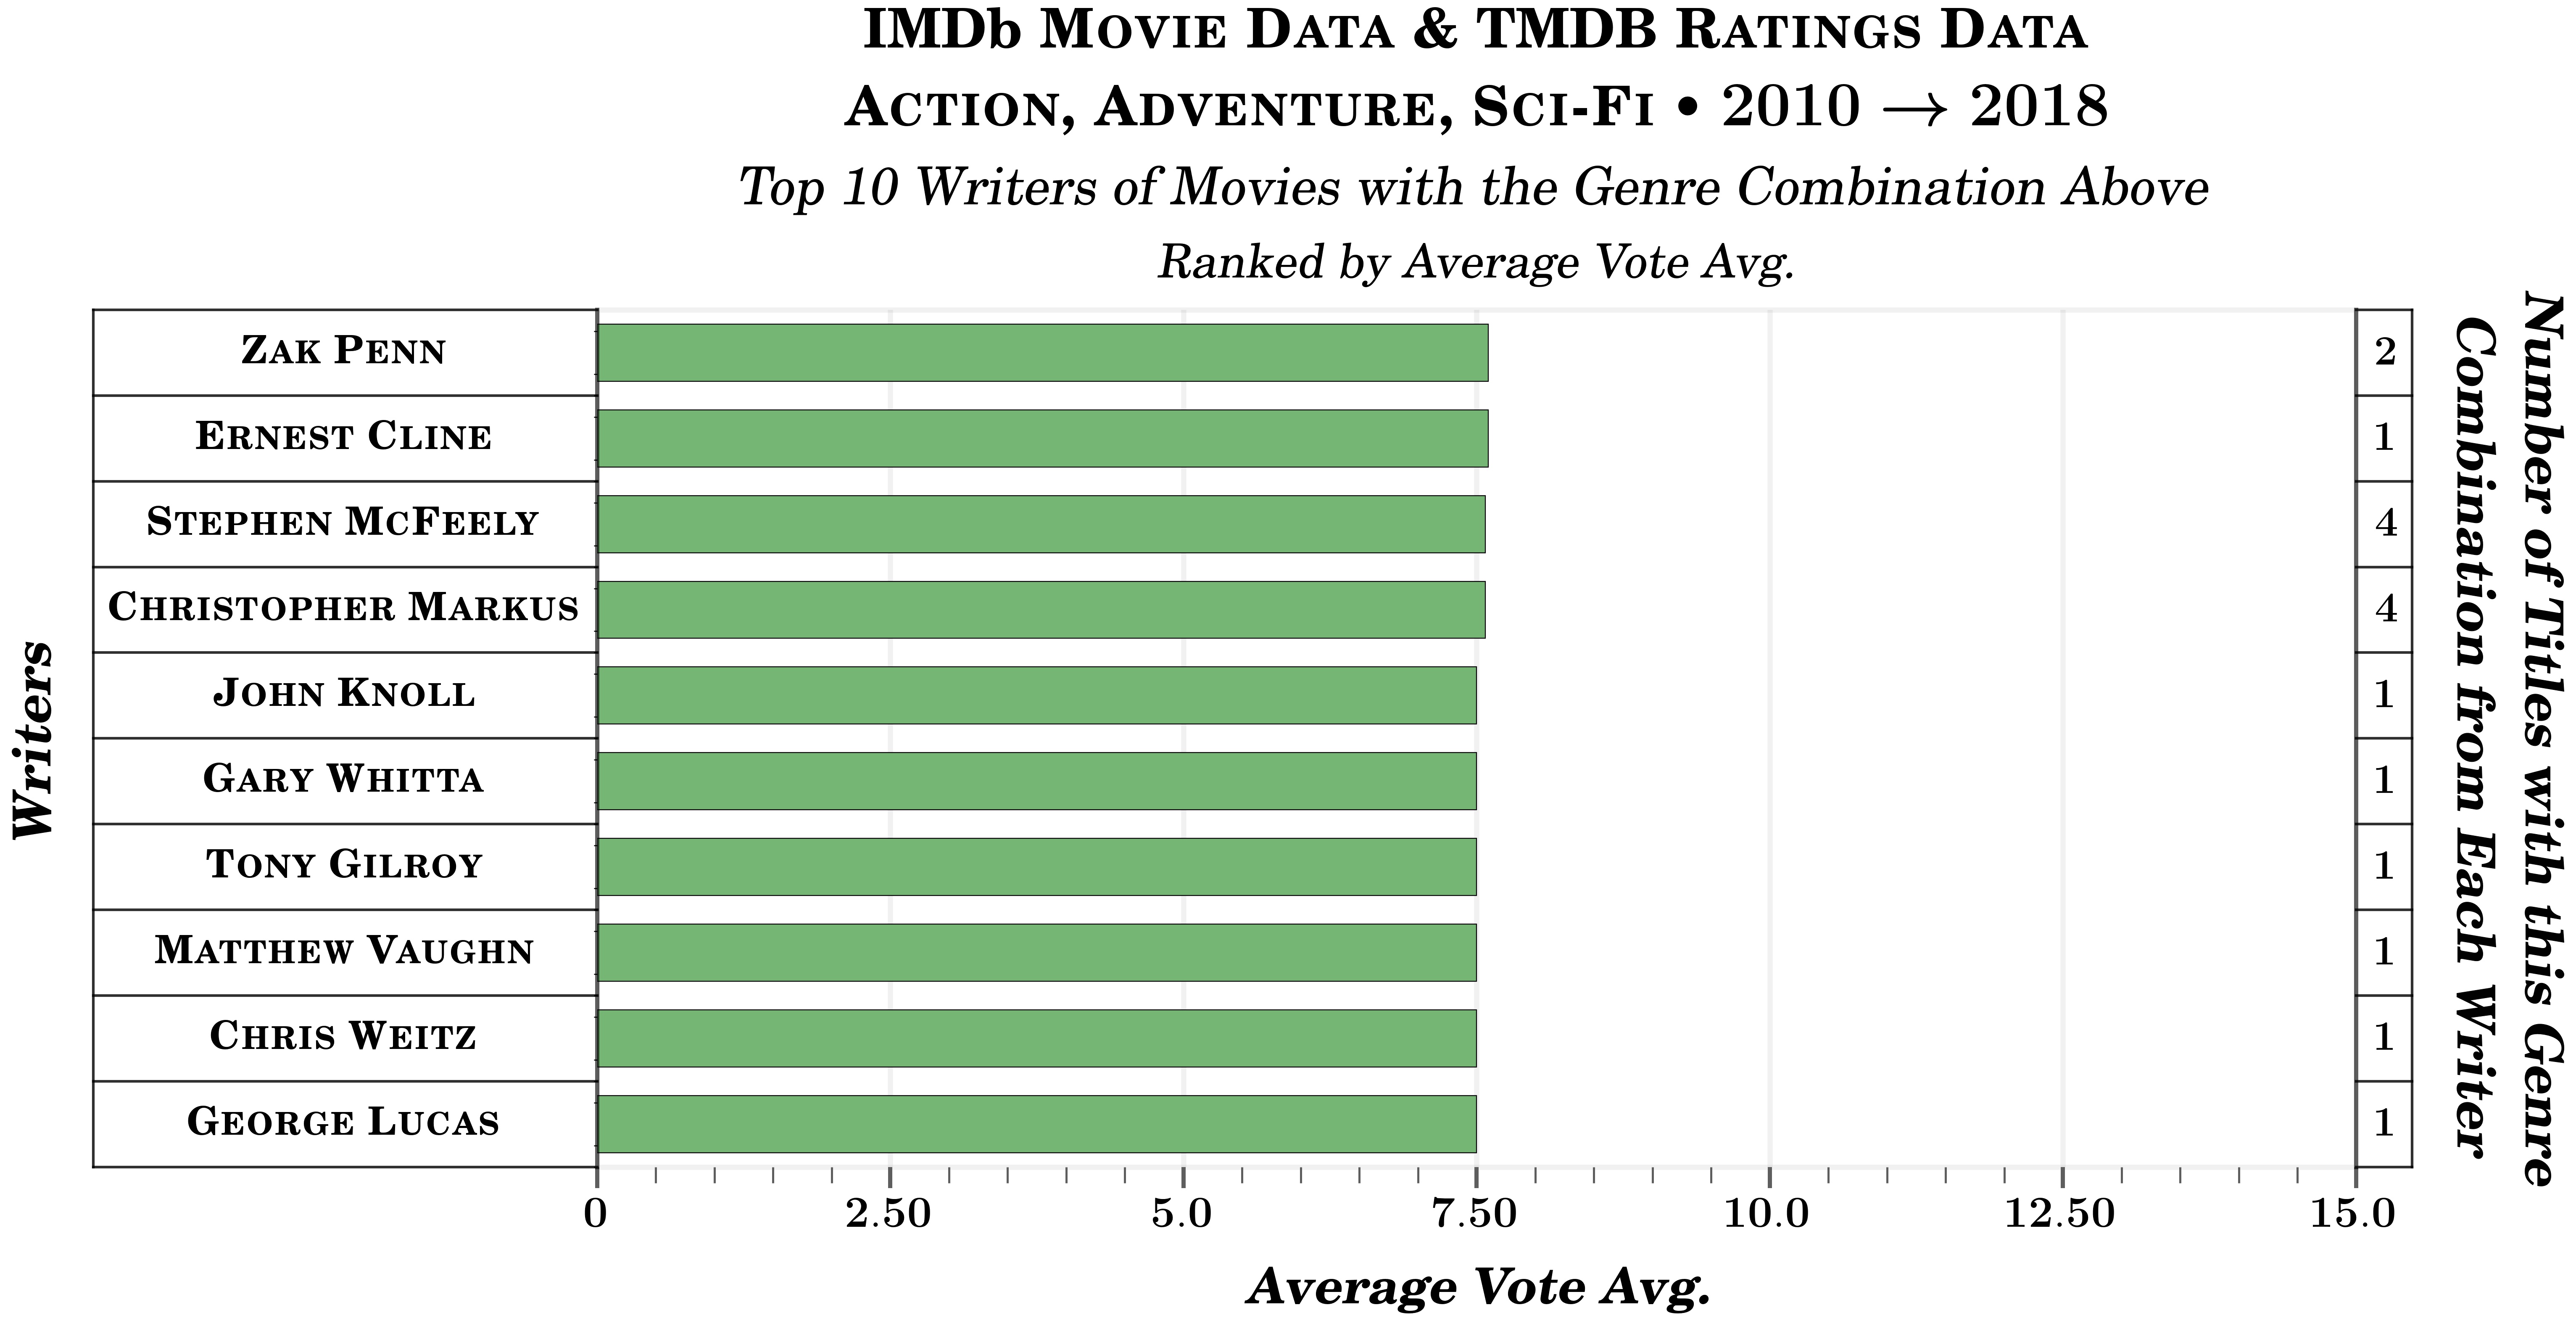 IMDb Movie Data & TMDB Ratings Data
Action, Adventure, Sci-Fi • 2010 → 2018
Top 10 Writers of Movies with the Genre Combination Above
Ranked by Average Vote Avg.
Writers
Zak Penn 2
Ernest Cline 1
Stephen McFeely 4
Christopher Markus 4
John Knoll 1
Gary Whitta 1
Tony Gilroy 1
Matthew Vaughn 1
Chris Weitz 1
George Lucas 1
Number of Titles with this Genre
Combination from Each Writer
0 2.50 5.0 7.50 10.0 12.50 15.0
Average Vote Avg.